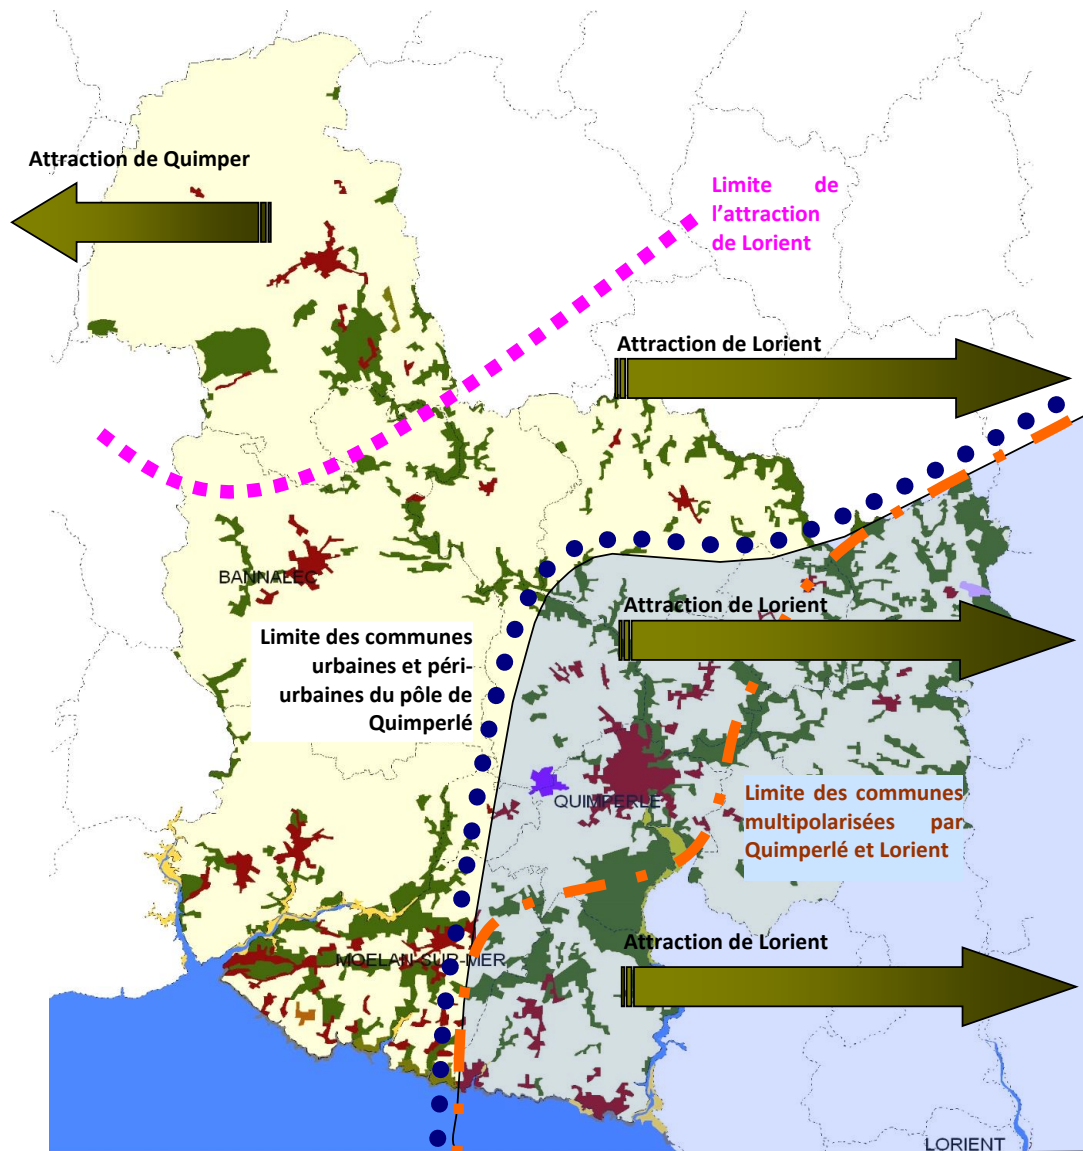 Attraction de Quimper
Limite de
l’attraction
de Lorient
Attraction de Lorient
BANNALEC
Attraction de Lorient
Limite des communes
urbaines et péri-
urbaines du pôle de
Quimperlé
QUIMPERLE
Limite des communes
multipolarisées par
Quimperlé et Lorient
Attraction de Lorient
MOELAN-SUR-MER
LORIENT